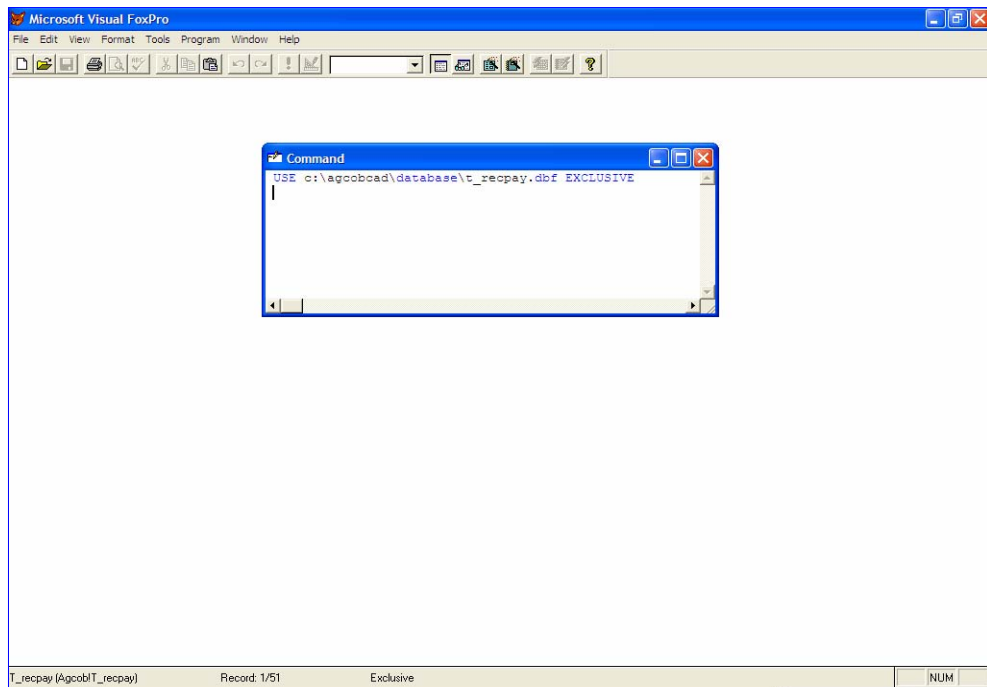 Microsoft Visual FoxPro
File Edit View Format Tools Program Window Help
Command
USE c:\agcobcad\database\t_recpay.dbf EXCLUSIVE
T_recpay (Agcob!T_recpay) Record: 1/51 Exclusive NUM